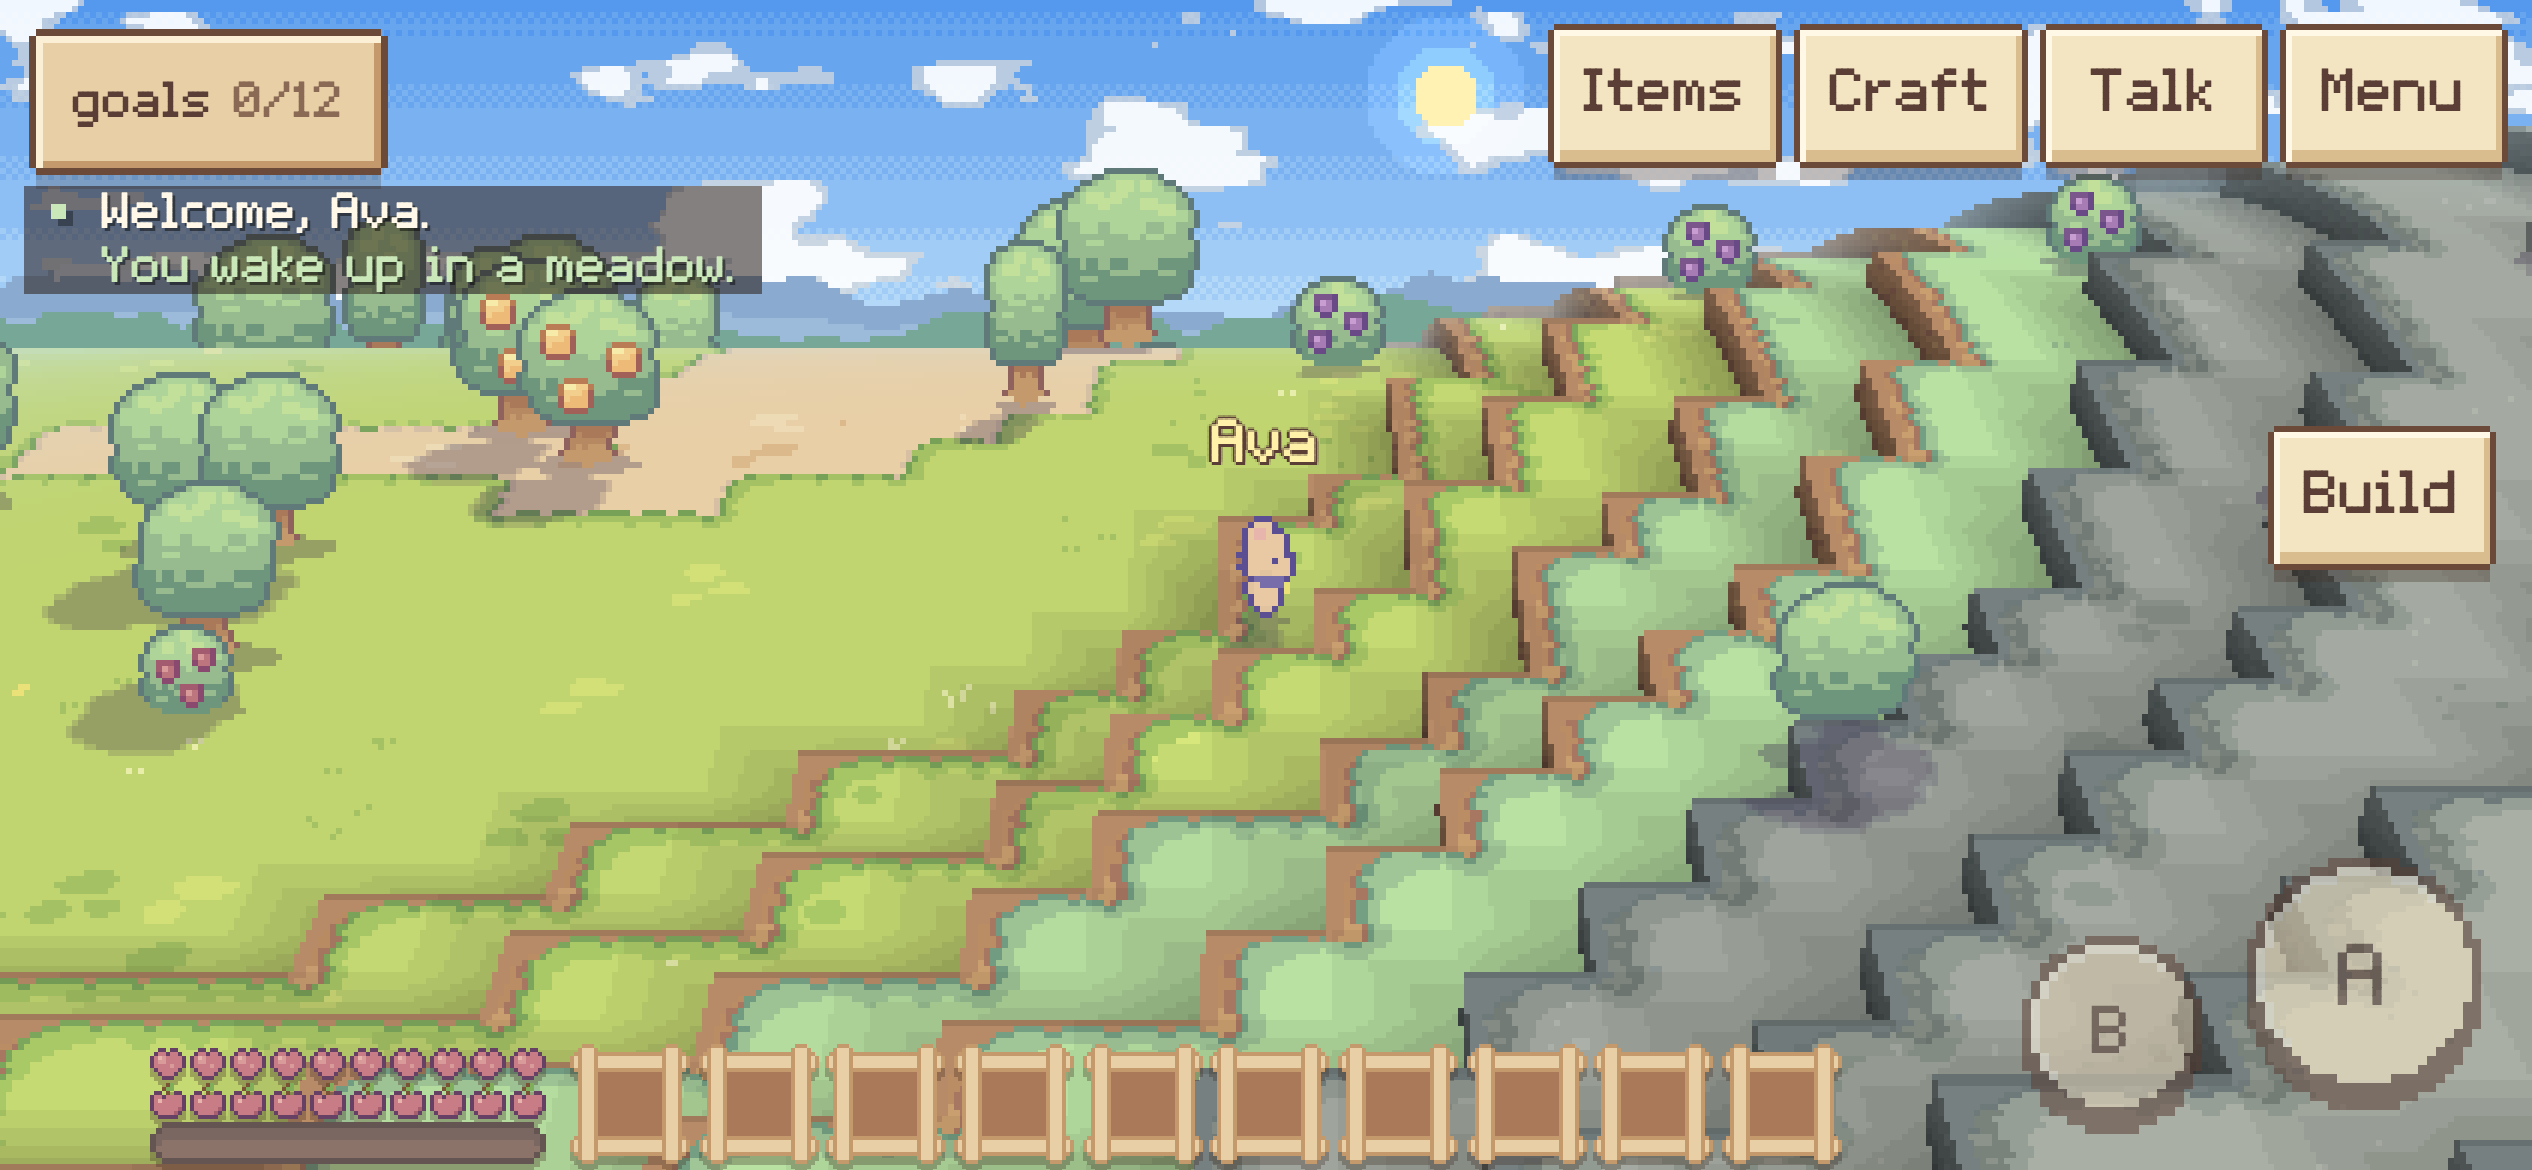 goals 0/12
Items
Craft
Talk
Menu
Welcome, Ava.
You wake up in a meadow.
Ava
Build
A
B